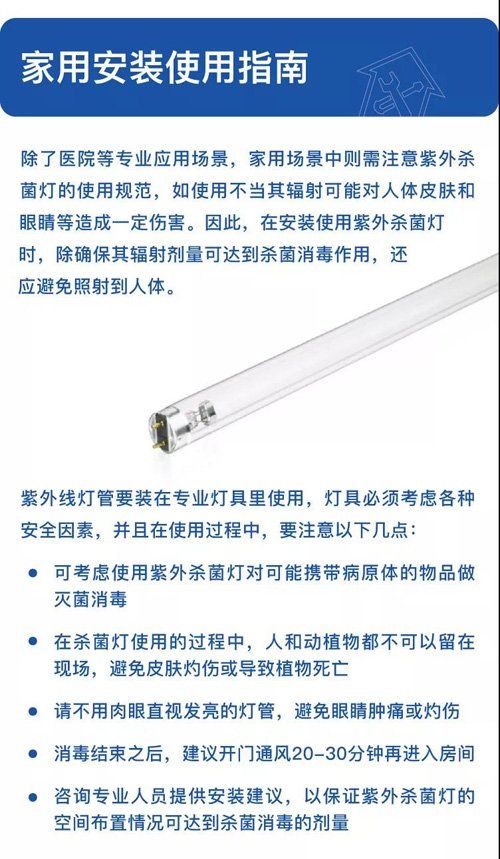 家用安装使用指南
除了医院等专业应用场景，家用场景中则需注意紫外杀
菌灯的使用规范，如使用不当其辐射可能对人体皮肤和
眼睛等造成一定伤害。因此，在安装使用紫外杀菌灯
时，除确保其辐射剂量可达到杀菌消毒作用，还
应避免照射到人体。
紫外线灯管要装在专业灯具里使用，灯具必须考虑各种
安全因素，并且在使用过程中，要注意以下几点：
● 可考虑使用紫外杀菌灯对可能携带病原体的物品做
灭菌消毒
● 在杀菌灯使用的过程中，人和动植物都不可以留在
现场，避免皮肤灼伤或导致植物死亡
● 请不用肉眼直视发亮的灯管，避免眼睛肿痛或灼伤
● 消毒结束之后，建议开门通风20-30分钟再进入房间
● 咨询专业人员提供安装建议，以保证紫外杀菌灯的
空间布置情况可达到杀菌消毒的剂量